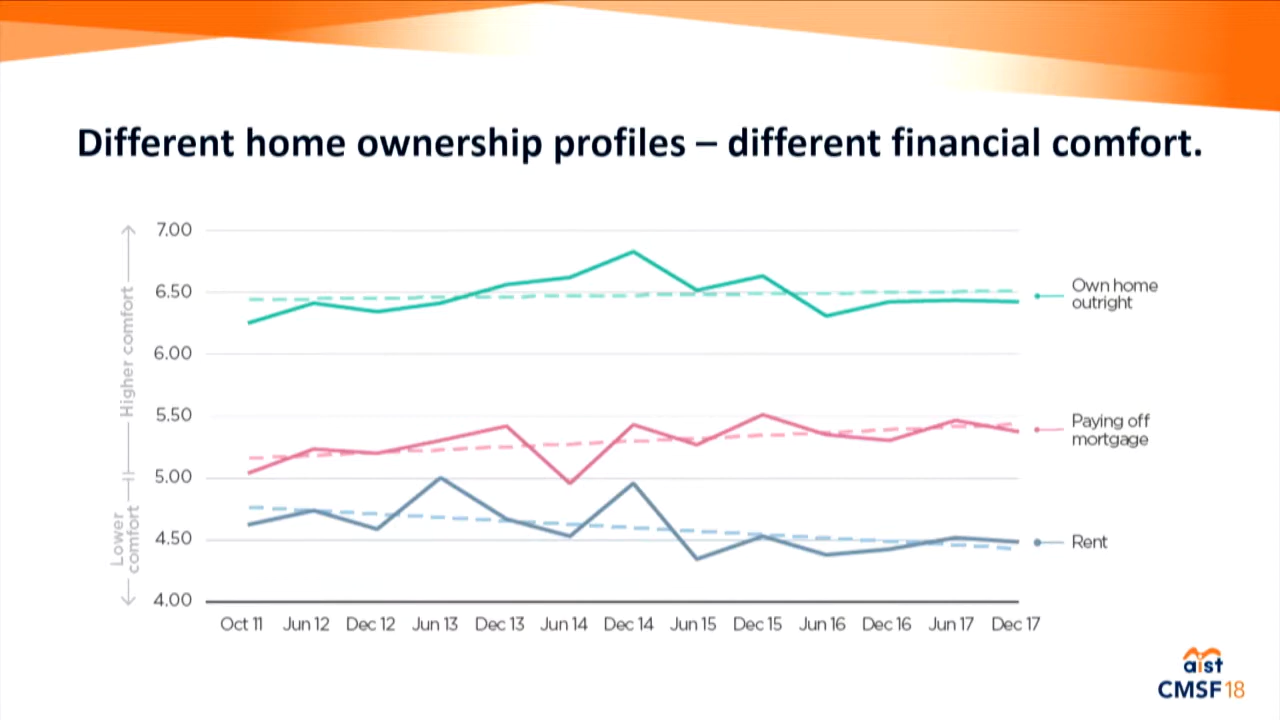 Different home ownership profiles – different financial comfort.
7.00
6.50
6.00
5.50
5.00
4.50
4.00
Higher comfort
Lower
comfort
Own home
outright
Paying off
mortgage
Rent
Oct 11 Jun 12 Dec 12 Jun 13 Dec 13 Jun 14 Dec 14 Jun 15 Dec 15 Jun 16 Dec 16 Jun 17 Dec 17
aist
CMSF18